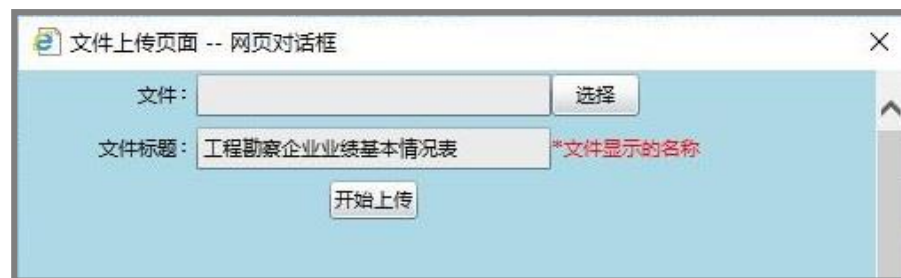 文件上传页面 -- 网页对话框
文件： 选择
文件标题： 工程勘察企业业绩基本情况表 *文件显示的名称
开始上传